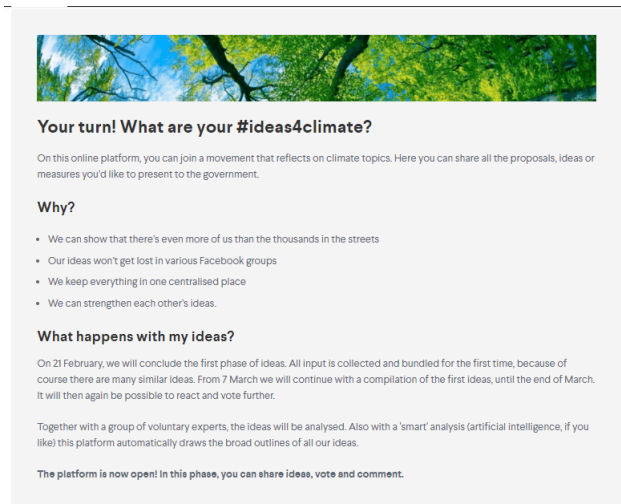 Your turn! What are your #ideas4climate?
On this online platform, you can join a movement that reflects on climate topics. Here you can share all the proposals, ideas or
measures you'd like to present to the government.
Why?
• We can show that there's even more of us than the thousands in the streets
• Our ideas won't get lost in various Facebook groups
• We keep everything in one centralised place
• We can strengthen each other's ideas.
What happens with my ideas?
On 21 February, we will conclude the first phase of ideas. All input is collected and bundled for the first time, because of
course there are many similar ideas. From 7 March we will continue with a compilation of the first ideas, until the end of March.
It will then again be possible to react and vote further.
Together with a group of voluntary experts, the ideas will be analysed. Also with a 'smart' analysis (artificial intelligence, if you
like) this platform automatically draws the broad outlines of all our ideas.
The platform is now open! In this phase, you can share ideas, vote and comment.